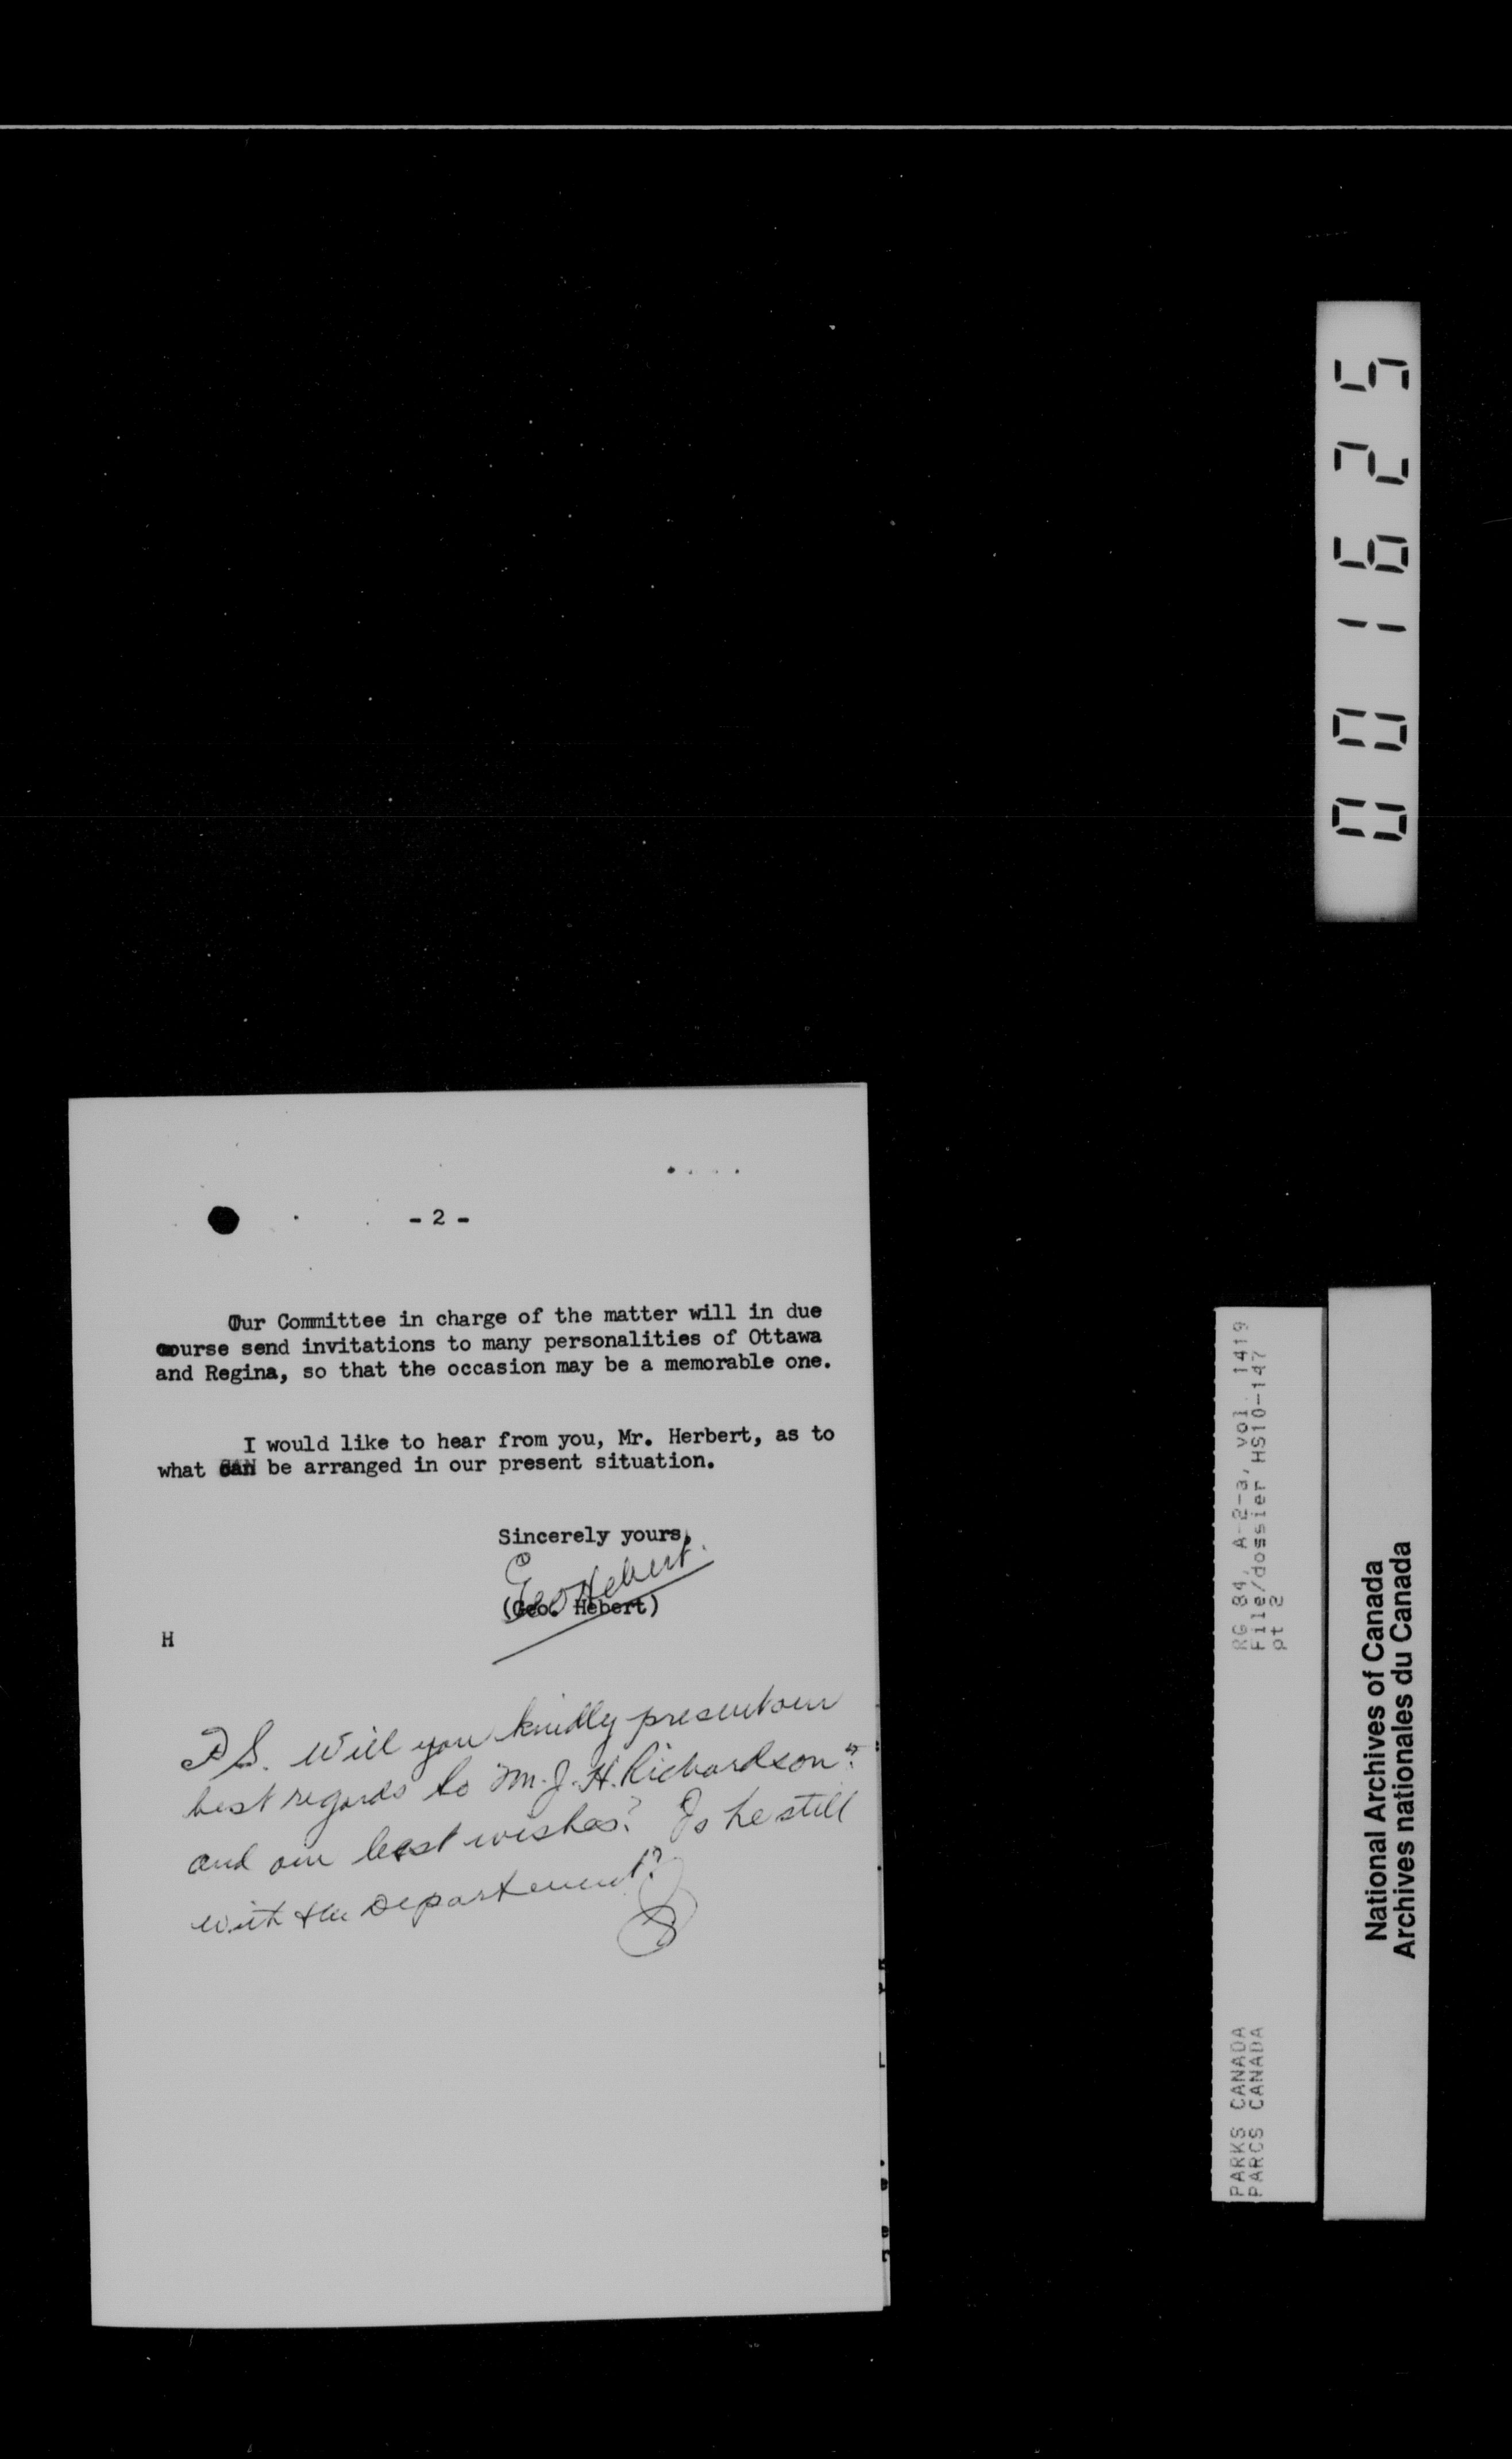 001625
- 2 -
Our Committee in charge of the matter will in due
course send invitations to many personalities of Ottawa
and Regina, so that the occasion may be a memorable one.
I would like to hear from you, Mr. Herbert, as to
what can be arranged in our present situation.
Sincerely yours,
Geo Hebert.
(Geo. Hebert)
H
P.S. Will you kindly present our
best regards to Mr. J. H. Richardson
and our best wishes? Is he still
with the Departement?
RG 84, A-2-a, vol. 1419
File/dossier HS10-147
pt 2
PARKS CANADA
PARCS CANADA
National Archives of Canada
Archives nationales du Canada